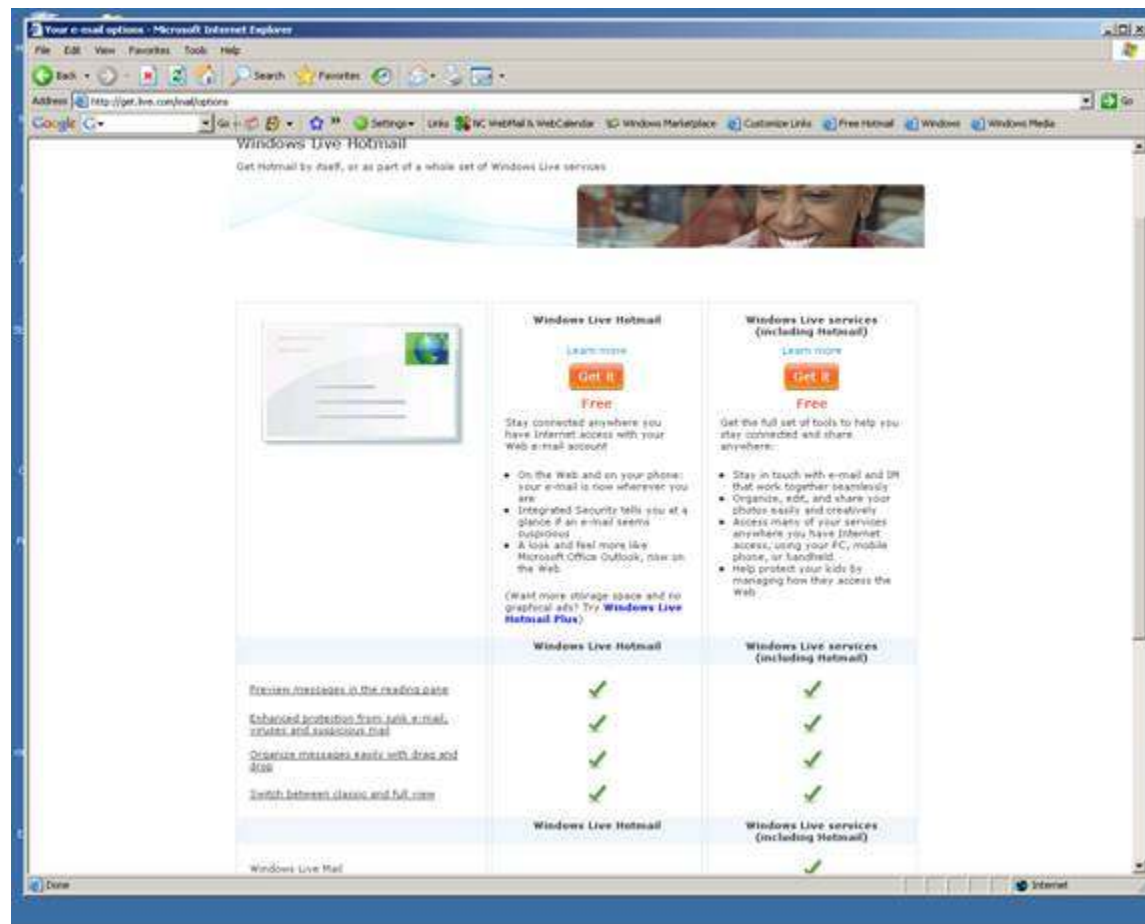 Your e-mail options - Microsoft Internet Explorer
File Edit View Favorites Tools Help
Back Search Favorites
Address http://get.live.com/mail/options Go
Google G Go Settings Links NC WebMail & WebCalendar Windows Marketplace Customize Links Free Hotmail Windows Windows Media
Windows Live Hotmail
Get Hotmail by itself, or as part of a whole set of Windows Live services
Windows Live Hotmail
Learn more
Get it
Free
Stay connected anywhere you
have Internet access with your
Web e-mail account
On the Web and on your phone:
your e-mail is now wherever you
are
Integrated Security tells you at a
glance if an e-mail seems
suspicious
A look and feel more like
Microsoft Office Outlook, now on
the Web
(Want more storage space and no
graphical ads? Try Windows Live
Hotmail Plus)
Windows Live services
(including Hotmail)
Learn more
Get it
Free
Get the full set of tools to help you
stay connected and share
anywhere:
Stay in touch with e-mail and IM
that work together seamlessly
Organize, edit, and share your
photos easily and creatively
Access many of your services
anywhere you have Internet
access, using your PC, mobile
phone, or handheld
Help protect your kids by
managing how they access the
Web
Windows Live Hotmail
Windows Live services
(including Hotmail)
Preview messages in the reading pane
Enhanced protection from junk e-mail,
viruses and suspicious mail
Organize messages easily with drag and
drop
Switch between classic and full view
Windows Live Hotmail
Windows Live services
(including Hotmail)
Windows Live Mail
Done
Internet